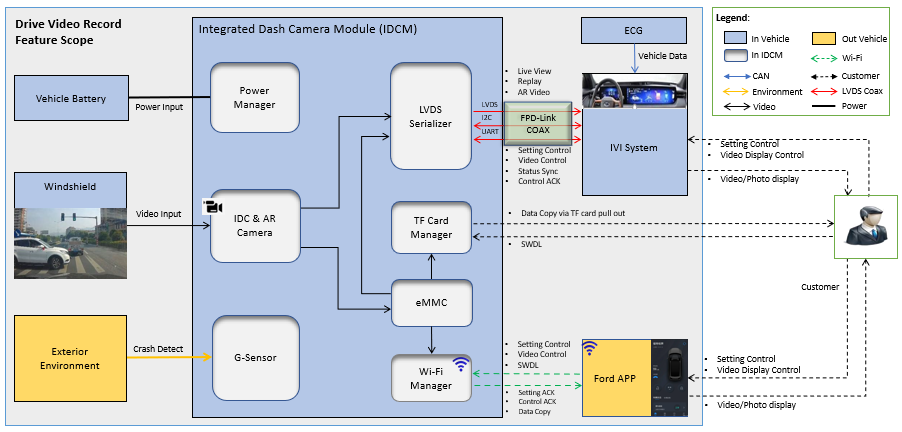 Drive Video Record
Feature Scope
Integrated Dash Camera Module (IDCM)
ECG
Vehicle Data
Legend:
In Vehicle
Out Vehicle
In IDCM
Wi-Fi
CAN
Customer
Environment
LVDS Coax
Video
Power
Vehicle Battery
Power Input
Power
Manager
LVDS
Serializer
• Live View
• Replay
• AR Video
LVDS
I2C
UART
FPD-Link
COAX
• Setting Control
• Video Control
• Status Sync
• Control ACK
IVI System
• Setting Control
• Video Display Control
• Video/Photo display
Windshield
Video Input
IDC & AR
Camera
TF Card
Manager
• Data Copy via TF card pull out
• SWDL
Customer
eMMC
Exterior
Environment
Crash Detect
G-Sensor
Wi-Fi
Manager
• Setting Control
• Video Control
• SWDL
• Setting ACK
• Control ACK
• Data Copy
Ford APP
• Setting Control
• Video Display Control
• Video/Photo display